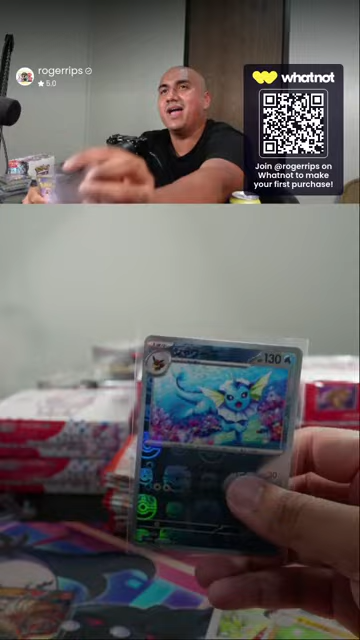 rogerrips
★ 5.0
whatnot
Join @rogerrips on
Whatnot to make
your first purchase!
130